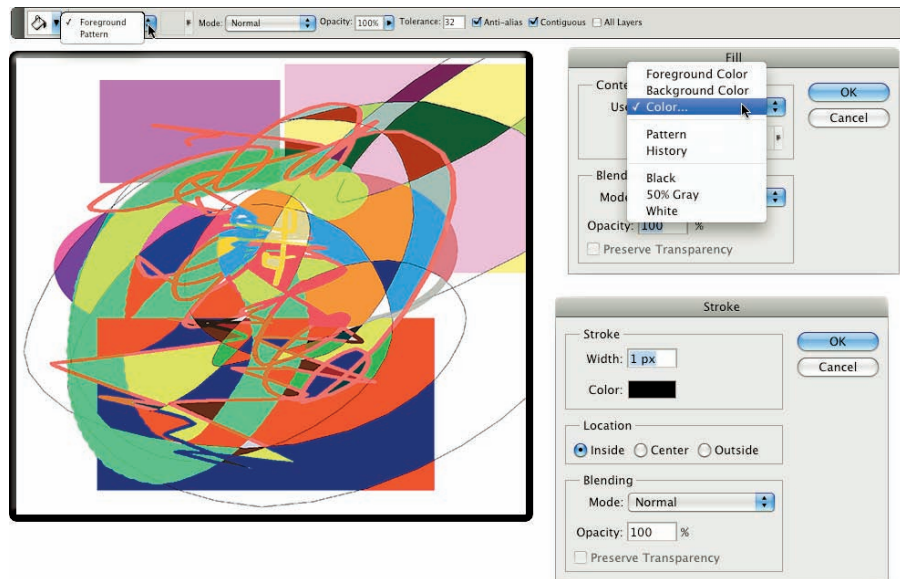 ✓ Foreground
Pattern
Mode: Normal Opacity: 100% Tolerance: 32 Anti-alias Contiguous All Layers
Fill
Foreground Color
Background Color
✓ Color...
Pattern
History
Black
50% Gray
White
OK
Cancel
Opacity: 100 %
Preserve Transparency
Stroke
Stroke
Width: 1 px
Color:
OK
Cancel
Location
Inside Center Outside
Blending
Mode: Normal
Opacity: 100 %
Preserve Transparency